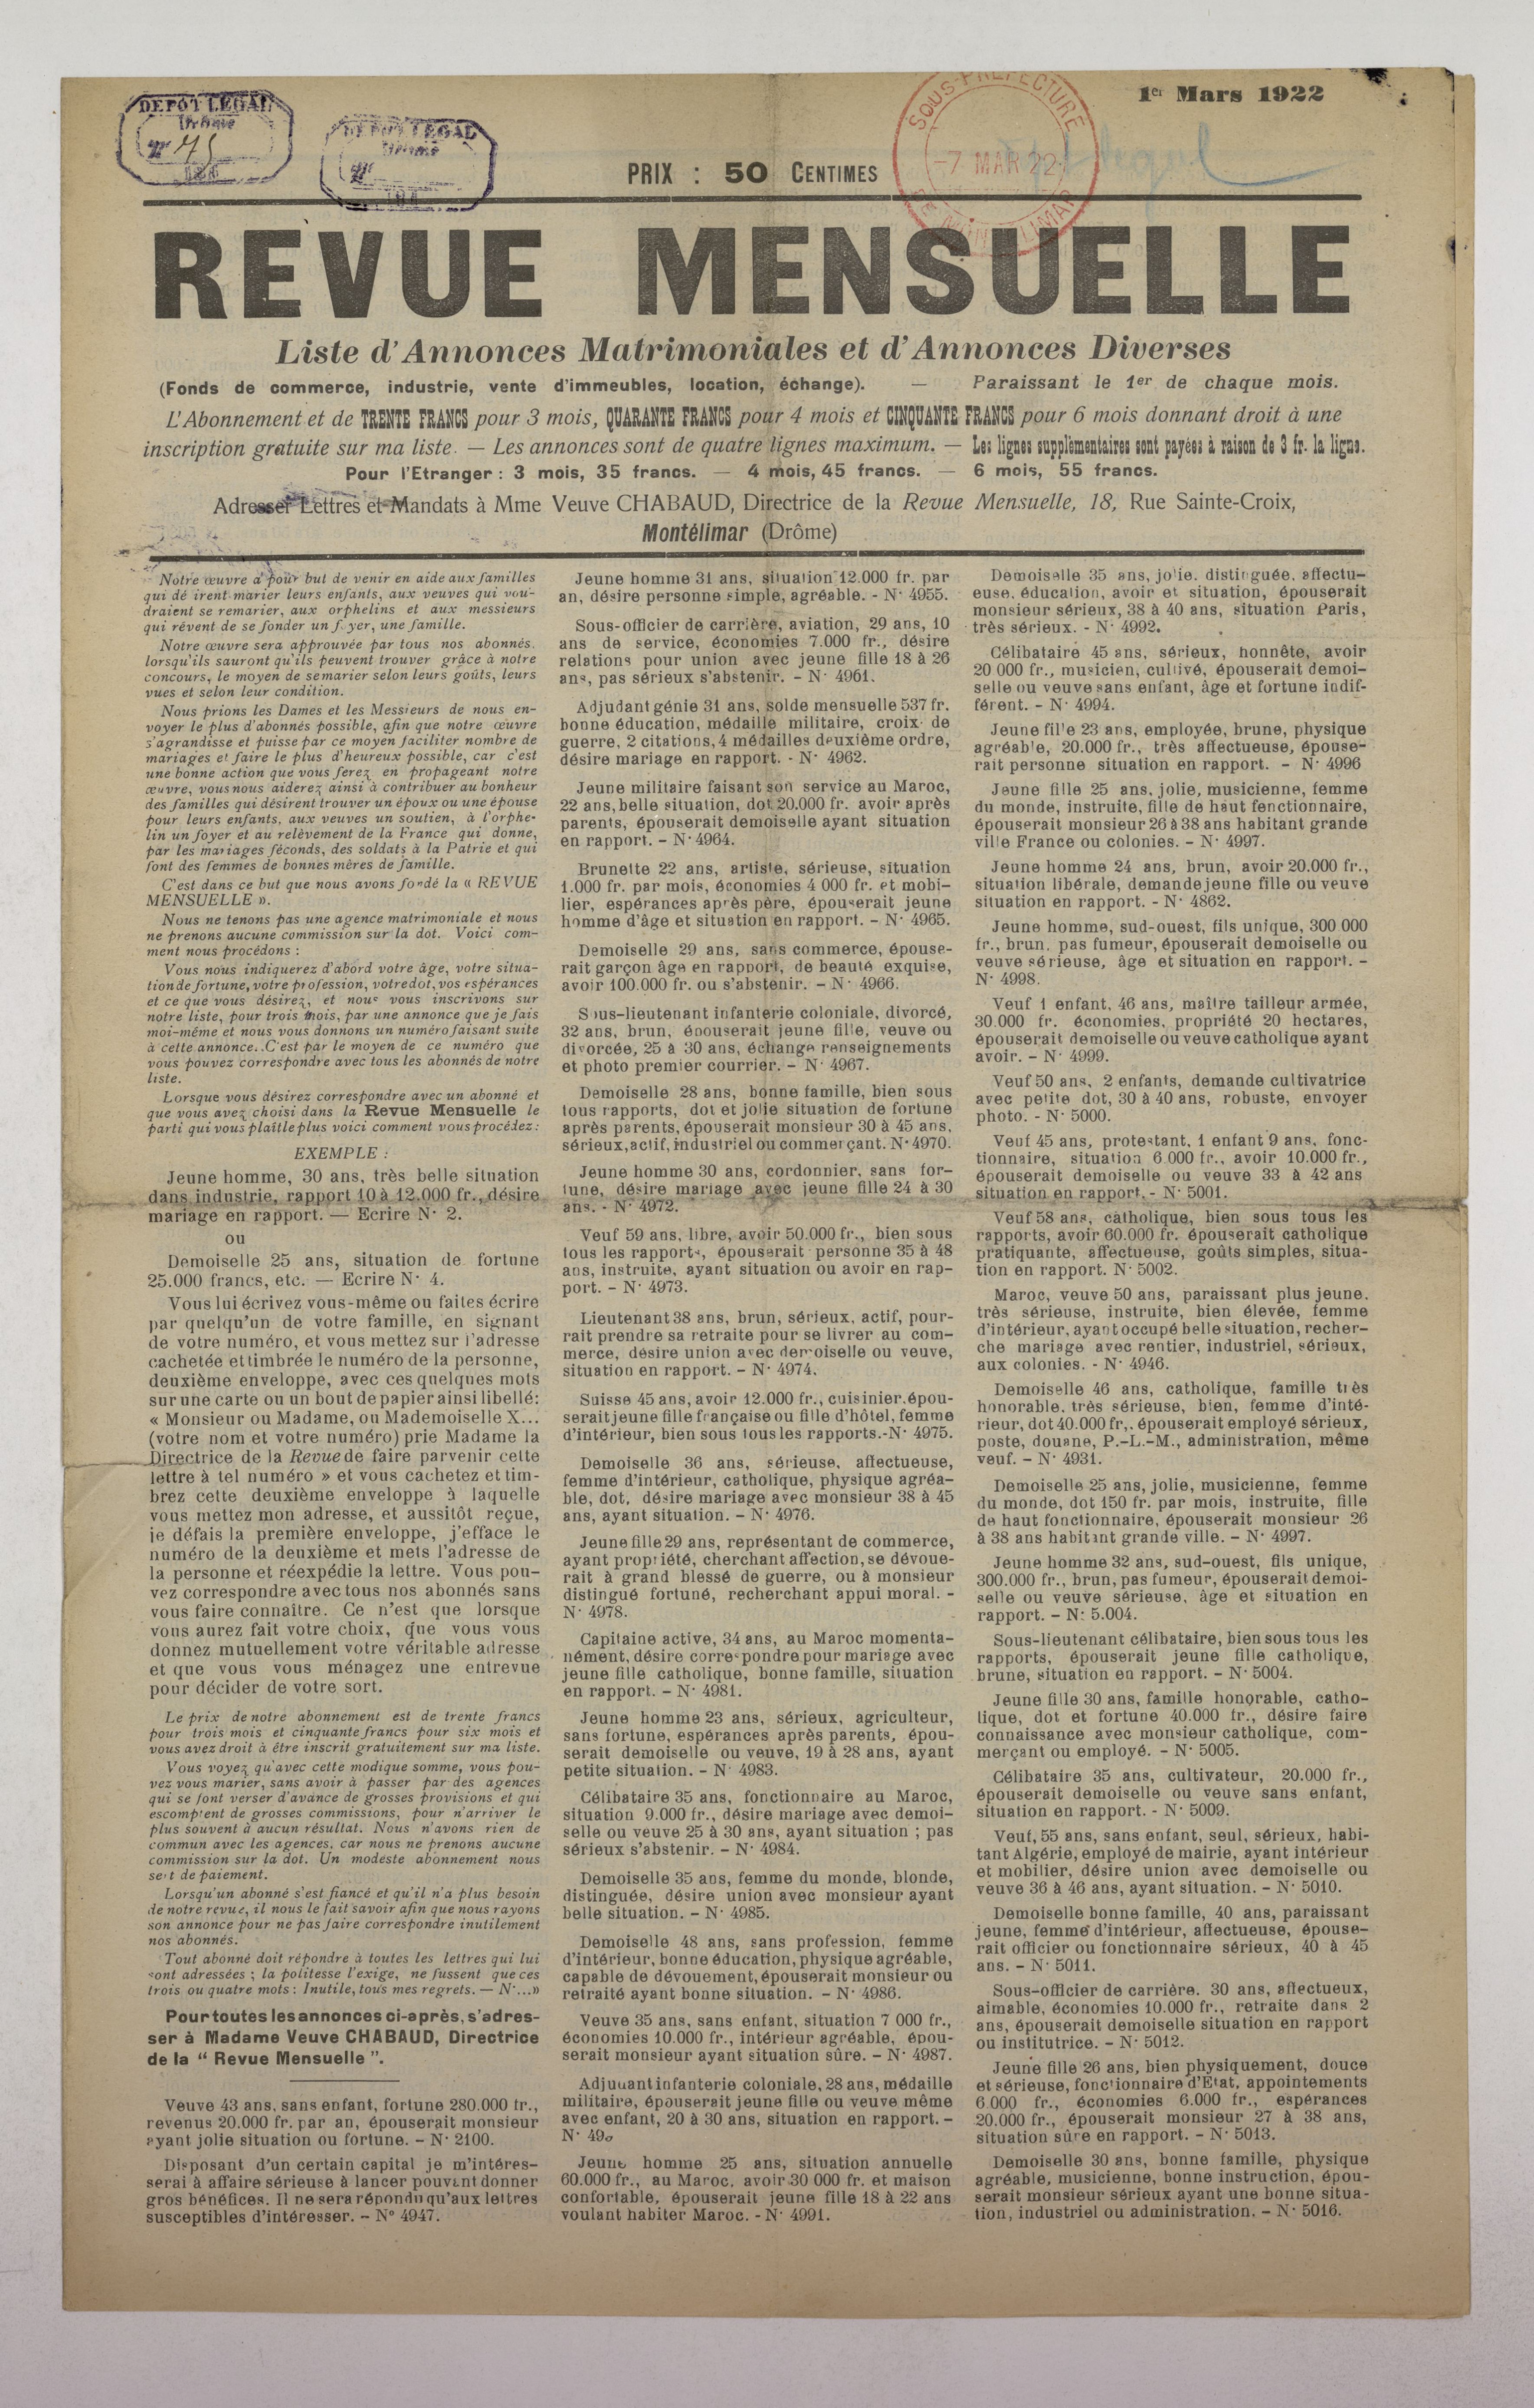 DEPOT LEGAL
Drôme
N° 75
DEPOT LEGAL
Drôme
N°
SOUS-PRÉFECTURE
-7 MAR 22
1er Mars 1922
PRIX : 50 CENTIMES
REVUE MENSUELLE
Liste d'Annonces Matrimoniales et d'Annonces Diverses
(Fonds de commerce, industrie, vente d'immeubles, location, échange). — Paraissant le 1er de chaque mois.
L'Abonnement et de TRENTE FRANCS pour 3 mois, QUARANTE FRANCS pour 4 mois et CINQUANTE FRANCS pour 6 mois donnant droit à une
inscription gratuite sur ma liste. — Les annonces sont de quatre lignes maximum. — Les lignes supplémentaires sont payées à raison de 3 fr. la ligne.
Pour l'Etranger : 3 mois, 35 francs. — 4 mois, 45 francs. — 6 mois, 55 francs.
Adresser Lettres et Mandats à Mme Veuve CHABAUD, Directrice de la Revue Mensuelle, 18, Rue Sainte-Croix,
Montélimar (Drôme)
Notre œuvre a pour but de venir en aide aux familles
qui dé irent marier leurs enfants, aux veuves qui vou-
draient se remarier, aux orphelins et aux messieurs
qui rêvent de se fonder un f yer, une famille.
Notre œuvre sera approuvée par tous nos abonnés,
lorsqu'ils sauront qu'ils peuvent trouver grâce à notre
concours, le moyen de semarier selon leurs goûts, leurs
vues et selon leur condition.
Nous prions les Dames et les Messieurs de nous en-
voyer le plus d'abonnés possible, afin que notre œuvre
s'agrandisse et puisse par ce moyen faciliter nombre de
mariages et faire le plus d'heureux possible, car c'est
une bonne action que vous ferez en propageant notre
œuvre, vous nous aiderez ainsi à contribuer au bonheur
des familles qui désirent trouver un époux ou une épouse
pour leurs enfants, aux veuves un soutien, à l'orphe-
lin un foyer et au relèvement de la France qui donne,
par les mariages féconds, des soldats à la Patrie et qui
font des femmes de bonnes mères de famille.
C'est dans ce but que nous avons fondé la « REVUE
MENSUELLE ».
Nous ne tenons pas une agence matrimoniale et nous
ne prenons aucune commission sur la dot. Voici com-
ment nous procédons :
Vous nous indiquerez d'abord votre âge, votre situa-
tion de fortune, votre profession, votre dot, vos espérances
et ce que vous désirez, et nous vous inscrivons sur
notre liste, pour trois mois, par une annonce que je fais
moi-même et nous vous donnons un numéro faisant suite
à cette annonce. C'est par le moyen de ce numéro que
vous pouvez correspondre avec tous les abonnés de notre
liste.
Lorsque vous désirez correspondre avec un abonné et
que vous avez choisi dans la Revue Mensuelle le
parti qui vous plaît le plus voici comment vous procédez :
EXEMPLE :
Jeune homme, 30 ans, très belle situation
dans industrie, rapport 10 à 12.000 fr., désire
mariage en rapport. — Ecrire N· 2.
ou
Demoiselle 25 ans, situation de fortune
25.000 francs, etc. — Ecrire N· 4.
Vous lui écrivez vous-même ou faites écrire
par quelqu'un de votre famille, en signant
de votre numéro, et vous mettez sur l'adresse
cachetée et timbrée le numéro de la personne,
deuxième enveloppe, avec ces quelques mots
sur une carte ou un bout de papier ainsi libellé:
« Monsieur ou Madame, ou Mademoiselle X...
(votre nom et votre numéro) prie Madame la
Directrice de la Revue de faire parvenir cette
lettre à tel numéro » et vous cachetez et tim-
brez cette deuxième enveloppe à laquelle
vous mettez mon adresse, et aussitôt reçue,
je défais la première enveloppe, j'efface le
numéro de la deuxième et mets l'adresse de
la personne et réexpédie la lettre. Vous pou-
vez correspondre avec tous nos abonnés sans
vous faire connaître. Ce n'est que lorsque
vous aurez fait votre choix, que vous vous
donnez mutuellement votre véritable adresse
et que vous vous ménagez une entrevue
pour décider de votre sort.
Le prix de notre abonnement est de trente francs
pour trois mois et cinquante francs pour six mois et
vous avez droit à être inscrit gratuitement sur ma liste.
Vous voyez qu'avec cette modique somme, vous pou-
vez vous marier, sans avoir à passer par des agences
qui se font verser d'avance de grosses provisions et qui
escomptent de grosses commissions, pour n'arriver le
plus souvent à aucun résultat. Nous n'avons rien de
commun avec les agences, car nous ne prenons aucune
commission sur la dot. Un modeste abonnement nous
sert de paiement.
Lorsqu'un abonné s'est fiancé et qu'il n'a plus besoin
de notre revue, il nous le fait savoir afin que nous rayons
son annonce pour ne pas faire correspondre inutilement
nos abonnés.
Tout abonné doit répondre à toutes les lettres qui lui
sont adressées ; la politesse l'exige, ne fussent que ces
trois ou quatre mots : Inutile, tous mes regrets. — N·...»
Pour toutes les annonces ci-après, s'adres-
ser à Madame Veuve CHABAUD, Directrice
de la “ Revue Mensuelle ”.
Veuve 43 ans, sans enfant, fortune 280.000 fr.,
revenus 20.000 fr. par an, épouserait monsieur
ayant jolie situation ou fortune. – N· 2100.
Disposant d'un certain capital je m'intéres-
serai à affaire sérieuse à lancer pouvant donner
gros bénéfices. Il ne sera répondu qu'aux lettres
susceptibles d'intéresser. – N° 4947.
Jeune homme 31 ans, situation 12.000 fr. par
an, désire personne simple, agréable. - N· 4955.
Sous-officier de carrière, aviation, 29 ans, 10
ans de service, économies 7.000 fr., désire
relations pour union avec jeune fille 18 à 26
ans, pas sérieux s'abstenir. – N· 4961.
Adjudant génie 31 ans, solde mensuelle 537 fr.
bonne éducation, médaille militaire, croix de
guerre, 2 citations, 4 médailles deuxième ordre,
désire mariage en rapport. - N· 4962.
Jeune militaire faisant son service au Maroc,
22 ans, belle situation, dot 20.000 fr. avoir après
parents, épouserait demoiselle ayant situation
en rapport. – N· 4964.
Brunette 22 ans, artiste, sérieuse, situation
1.000 fr. par mois, économies 4 000 fr. et mobi-
lier, espérances après père, épouserait jeune
homme d'âge et situation en rapport. – N· 4965.
Demoiselle 29 ans, sans commerce, épouse-
rait garçon âge en rapport, de beauté exquise,
avoir 100.000 fr. ou s'abstenir. – N· 4966.
Sous-lieutenant infanterie coloniale, divorcé,
32 ans, brun, épouserait jeune fille, veuve ou
divorcée, 25 à 30 ans, échange renseignements
et photo premier courrier. – N· 4967.
Demoiselle 28 ans, bonne famille, bien sous
tous rapports, dot et jolie situation de fortune
après parents, épouserait monsieur 30 à 45 ans,
sérieux, actif, industriel ou commerçant. N· 4970.
Jeune homme 30 ans, cordonnier, sans for-
tune, désire mariage avec jeune fille 24 à 30
ans. - N· 4972.
Veuf 59 ans, libre, avoir 50.000 fr., bien sous
tous les rapports, épouserait personne 35 à 48
ans, instruite, ayant situation ou avoir en rap-
port. – N· 4973.
Lieutenant 38 ans, brun, sérieux, actif, pour-
rait prendre sa retraite pour se livrer au com-
merce, désire union avec demoiselle ou veuve,
situation en rapport. – N· 4974.
Suisse 45 ans, avoir 12.000 fr., cuisinier, épou-
serait jeune fille française ou fille d'hôtel, femme
d'intérieur, bien sous tous les rapports.-N· 4975.
Demoiselle 36 ans, sérieuse, affectueuse,
femme d'intérieur, catholique, physique agréa-
ble, dot, désire mariage avec monsieur 38 à 45
ans, ayant situation. – N· 4976.
Jeune fille 29 ans, représentant de commerce,
ayant propriété, cherchant affection, se dévoue-
rait à grand blessé de guerre, ou à monsieur
distingué fortuné, recherchant appui moral. -
N· 4978.
Capitaine active, 34 ans, au Maroc momenta-
nément, désire correspondre pour mariage avec
jeune fille catholique, bonne famille, situation
en rapport. – N· 4981.
Jeune homme 23 ans, sérieux, agriculteur,
sans fortune, espérances après parents, épou-
serait demoiselle ou veuve, 19 à 28 ans, ayant
petite situation. – N· 4983.
Célibataire 35 ans, fonctionnaire au Maroc,
situation 9.000 fr., désire mariage avec demoi-
selle ou veuve 25 à 30 ans, ayant situation ; pas
sérieux s'abstenir. – N· 4984.
Demoiselle 35 ans, femme du monde, blonde,
distinguée, désire union avec monsieur ayant
belle situation. – N· 4985.
Demoiselle 48 ans, sans profession, femme
d'intérieur, bonne éducation, physique agréable,
capable de dévouement, épouserait monsieur ou
retraité ayant bonne situation. – N· 4986.
Veuve 35 ans, sans enfant, situation 7 000 fr.,
économies 10.000 fr., intérieur agréable, épou-
serait monsieur ayant situation sûre. – N· 4987.
Adjudant infanterie coloniale, 28 ans, médaille
militaire, épouserait jeune fille ou veuve même
avec enfant, 20 à 30 ans, situation en rapport. –
N·
Jeune homme 25 ans, situation annuelle
60.000 fr., au Maroc, avoir 30 000 fr. et maison
confortable, épouserait jeune fille 18 à 22 ans
voulant habiter Maroc. - N· 4991.
Demoiselle 35 ans, jolie, distinguée, affectu-
euse, éducation, avoir et situation, épouserait
monsieur sérieux, 38 à 40 ans, situation Paris,
très sérieux. - N· 4992.
Célibataire 45 ans, sérieux, honnête, avoir
20 000 fr., musicien, cultivé, épouserait demoi-
selle ou veuve sans enfant, âge et fortune indif-
férent. – N· 4994.
Jeune fille 23 ans, employée, brune, physique
agréable, 20.000 fr., très affectueuse, épouse-
rait personne situation en rapport. – N· 4996
Jeune fille 25 ans, jolie, musicienne, femme
du monde, instruite, fille de haut fonctionnaire,
épouserait monsieur 26 à 38 ans habitant grande
ville France ou colonies. – N· 4997.
Jeune homme 24 ans, brun, avoir 20.000 fr.,
situation libérale, demande jeune fille ou veuve
situation en rapport. - N· 4862.
Jeune homme, sud-ouest, fils unique, 300 000
fr., brun, pas fumeur, épouserait demoiselle ou
veuve sérieuse, âge et situation en rapport. –
N· 4998.
Veuf 1 enfant, 46 ans, maître tailleur armée,
30.000 fr. économies, propriété 20 hectares,
épouserait demoiselle ou veuve catholique ayant
avoir. – N· 4999.
Veuf 50 ans, 2 enfants, demande cultivatrice
avec petite dot, 30 à 40 ans, robuste, envoyer
photo. - N· 5000.
Veuf 45 ans, protestant, 1 enfant 9 ans, fonc-
tionnaire, situation 6.000 fr., avoir 10.000 fr.,
épouserait demoiselle ou veuve 33 à 42 ans
situation en rapport. - N· 5001.
Veuf 58 ans, catholique, bien sous tous les
rapports, avoir 60.000 fr. épouserait catholique
pratiquante, affectueuse, goûts simples, situa-
tion en rapport. N· 5002.
Maroc, veuve 50 ans, paraissant plus jeune,
très sérieuse, instruite, bien élevée, femme
d'intérieur, ayant occupé belle situation, recher-
che mariage avec rentier, industriel, sérieux,
aux colonies. - N· 4946.
Demoiselle 46 ans, catholique, famille très
honorable, très sérieuse, bien, femme d'inté-
rieur, dot 40.000 fr,. épouserait employé sérieux,
poste, douane, P.-L.-M., administration, même
veuf. – N· 4931.
Demoiselle 25 ans, jolie, musicienne, femme
du monde, dot 150 fr. par mois, instruite, fille
de haut fonctionnaire, épouserait monsieur 26
à 38 ans habitant grande ville. – N· 4997.
Jeune homme 32 ans, sud-ouest, fils unique,
300.000 fr., brun, pas fumeur, épouserait demoi-
selle ou veuve sérieuse, âge et situation en
rapport. – N: 5.004.
Sous-lieutenant célibataire, bien sous tous les
rapports, épouserait jeune fille catholique,
brune, situation en rapport. – N· 5004.
Jeune fille 30 ans, famille honorable, catho-
lique, dot et fortune 40.000 fr., désire faire
connaissance avec monsieur catholique, com-
merçant ou employé. – N· 5005.
Célibataire 35 ans, cultivateur, 20.000 fr.,
épouserait demoiselle ou veuve sans enfant,
situation en rapport. - N· 5009.
Veuf, 55 ans, sans enfant, seul, sérieux, habi-
tant Algérie, employé de mairie, ayant intérieur
et mobilier, désire union avec demoiselle ou
veuve 36 à 46 ans, ayant situation. – N· 5010.
Demoiselle bonne famille, 40 ans, paraissant
jeune, femme d'intérieur, affectueuse, épouse-
rait officier ou fonctionnaire sérieux, 40 à 45
ans. – N· 5011.
Sous-officier de carrière. 30 ans, affectueux,
aimable, économies 10.000 fr., retraite dans 2
ans, épouserait demoiselle situation en rapport
ou institutrice. – N· 5012.
Jeune fille 26 ans, bien physiquement, douce
et sérieuse, fonctionnaire d'Etat, appointements
6.000 fr., économies 6.000 fr., espérances
20.000 fr., épouserait monsieur 27 à 38 ans,
situation sûre en rapport. – N· 5013.
Demoiselle 30 ans, bonne famille, physique
agréable, musicienne, bonne instruction, épou-
serait monsieur sérieux ayant une bonne situa-
tion, industriel ou administration. – N· 5016.